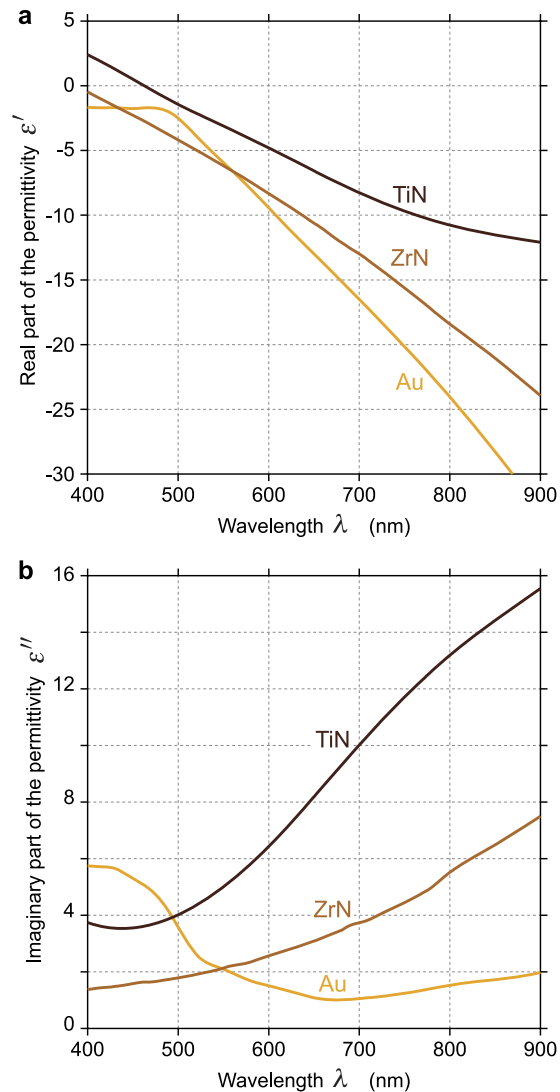 a
Real part of the permittivity ε′
5
0
-5
-10
-15
-20
-25
-30
TiN
ZrN
Au
400 500 600 700 800 900
Wavelength λ (nm)
b
Imaginary part of the permittivity ε′′
16
12
8
4
0
TiN
ZrN
Au
400 500 600 700 800 900
Wavelength λ (nm)